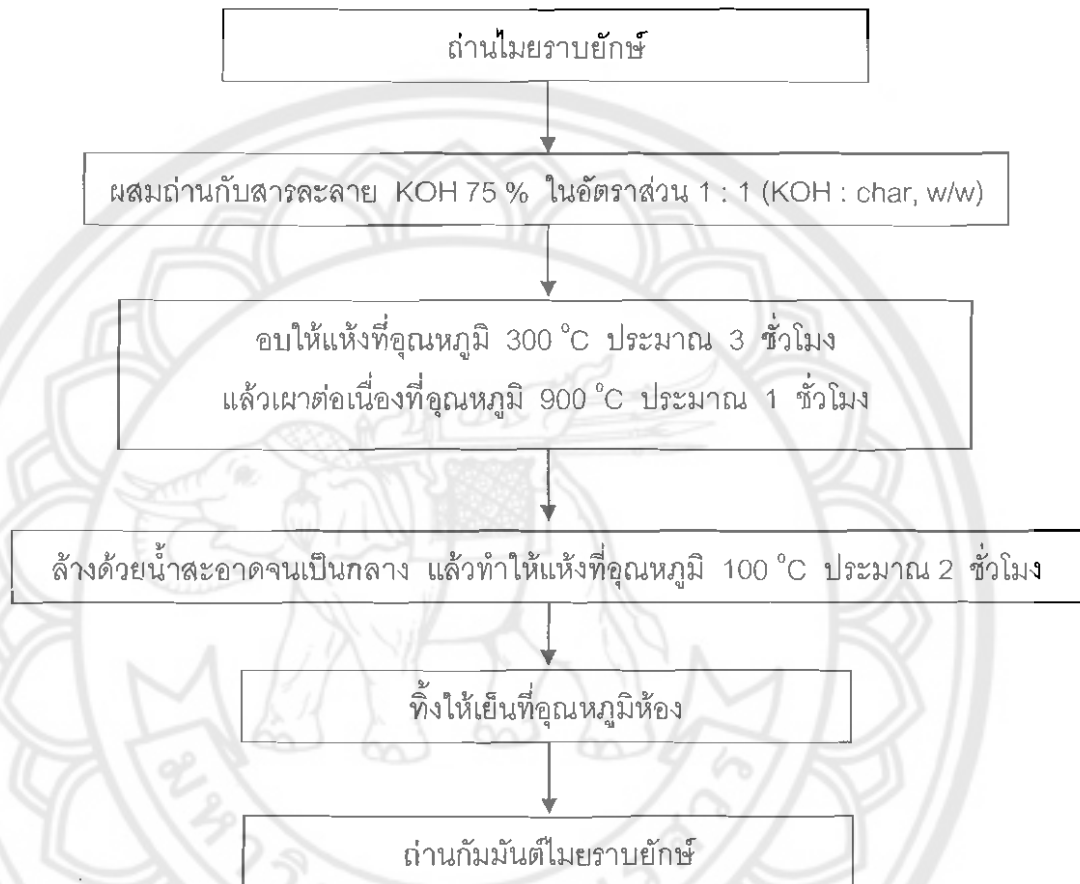 ถ่านไมยราบยักษ์
ผสมถ่านกับสารละลาย KOH 75 % ในอัตราส่วน 1 : 1 (KOH : char, w/w)
อบให้แห้งที่อุณหภูมิ 300 °C ประมาณ 3 ชั่วโมง
แล้วเผาต่อเนื่องที่อุณหภูมิ 900 °C ประมาณ 1 ชั่วโมง
ล้างด้วยน้ำสะอาดจนเป็นกลาง แล้วทำให้แห้งที่อุณหภูมิ 100 °C ประมาณ 2 ชั่วโมง
ทิ้งให้เย็นที่อุณหภูมิห้อง
ถ่านกัมมันต์ไมยราบยักษ์